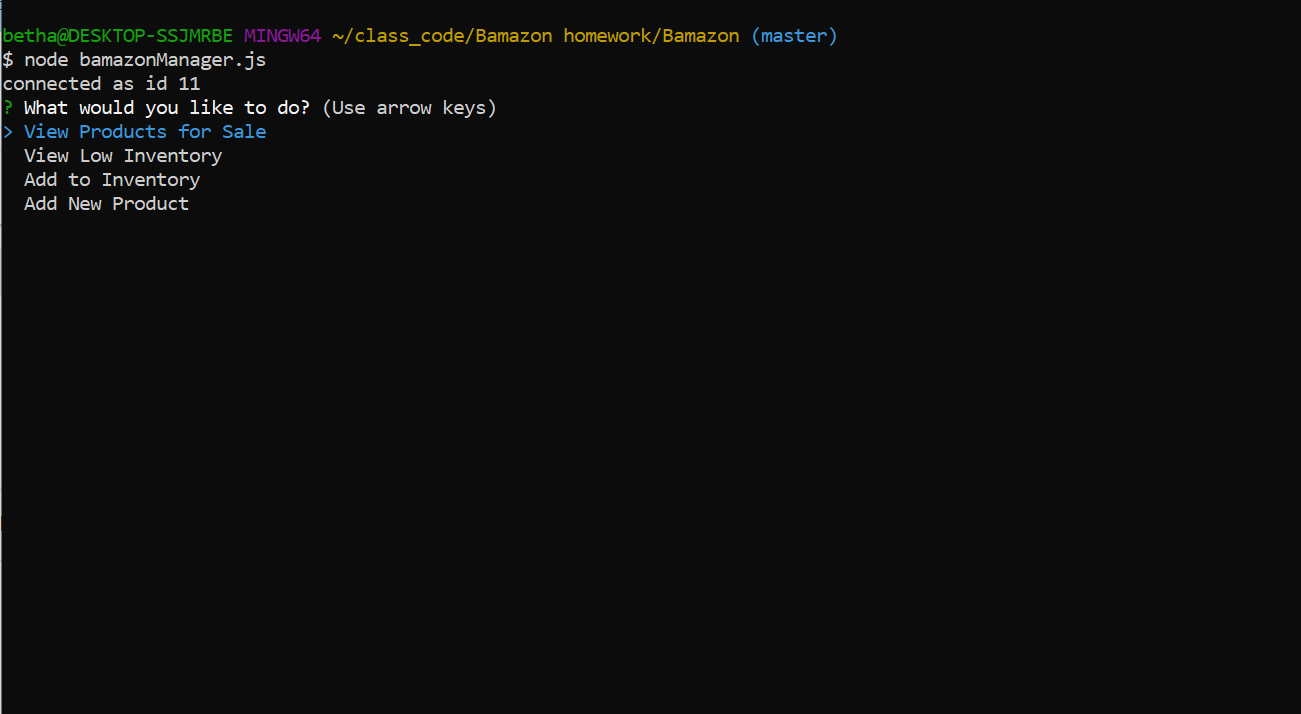 betha@DESKTOP-SSJMRBE MINGW64 ~/class_code/Bamazon homework/Bamazon (master)
$ node bamazonManager.js
connected as id 11
? What would you like to do? (Use arrow keys)
> View Products for Sale
  View Low Inventory
  Add to Inventory
  Add New Product